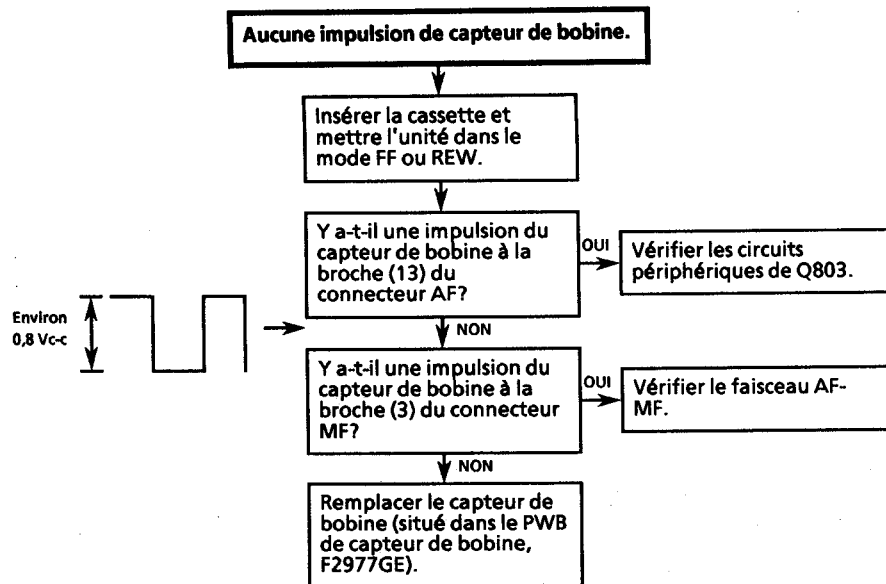 Aucune impulsion de capteur de bobine.
Insérer la cassette et
mettre l'unité dans le
mode FF ou REW.
Y a-t-il une impulsion du
capteur de bobine à la
broche (13) du
connecteur AF?
OUI
Vérifier les circuits
périphériques de Q803.
Environ
0,8 Vc-c
NON
Y a-t-il une impulsion du
capteur de bobine à la
broche (3) du connecteur
MF?
OUI
Vérifier le faisceau AF-
MF.
NON
Remplacer le capteur de
bobine (situé dans le PWB
de capteur de bobine,
F2977GE).